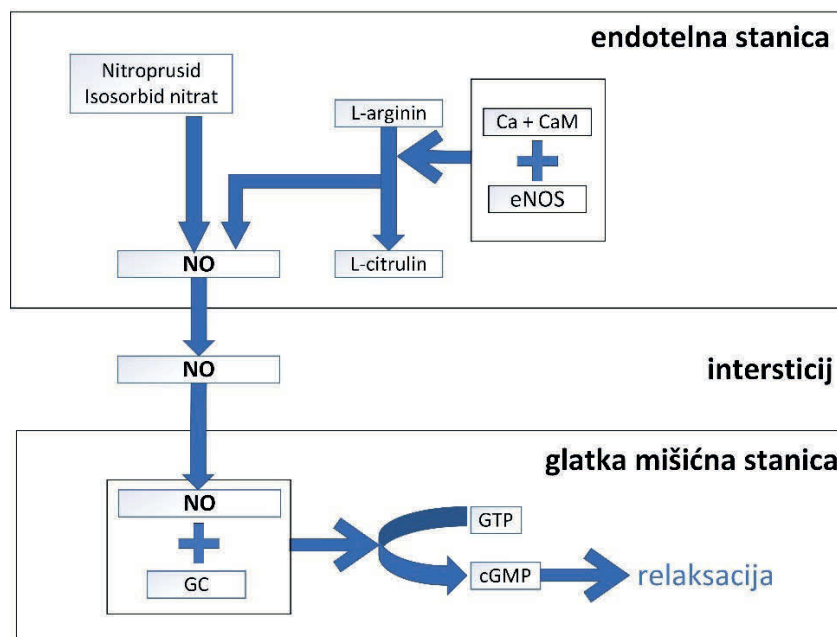 endotelna stanica
Nitroprusid
Isosorbid nitrat
L-arginin
Ca + CaM
eNOS
NO
L-citrulin
NO
intersticij
glatka mišićna stanica
NO
GTP
GC
cGMP
relaksacija